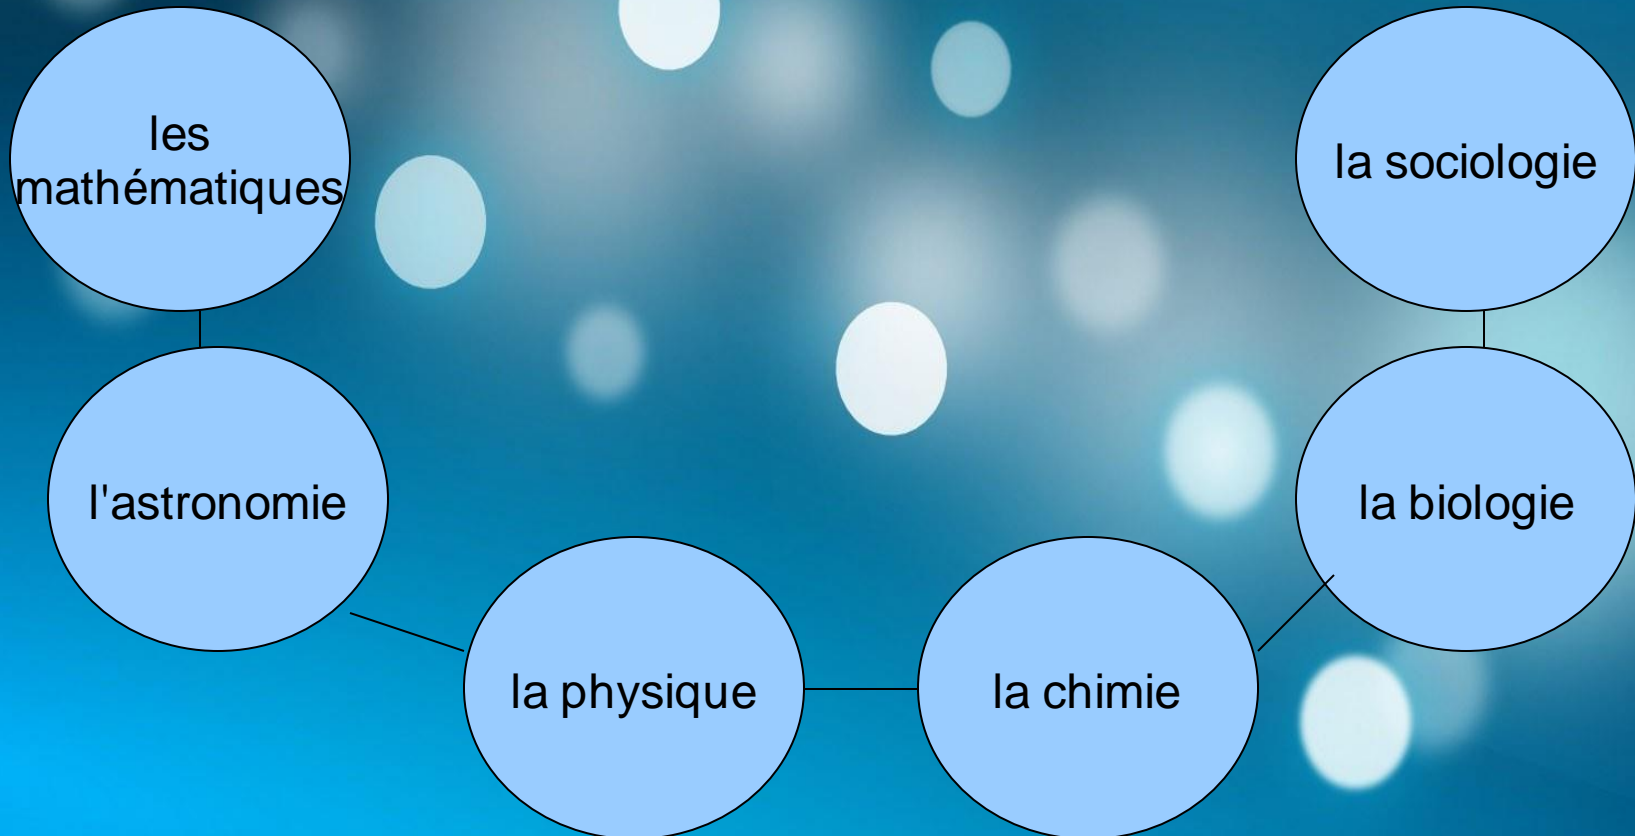 les
mathématiques
l'astronomie
la physique
la chimie
la biologie
la sociologie